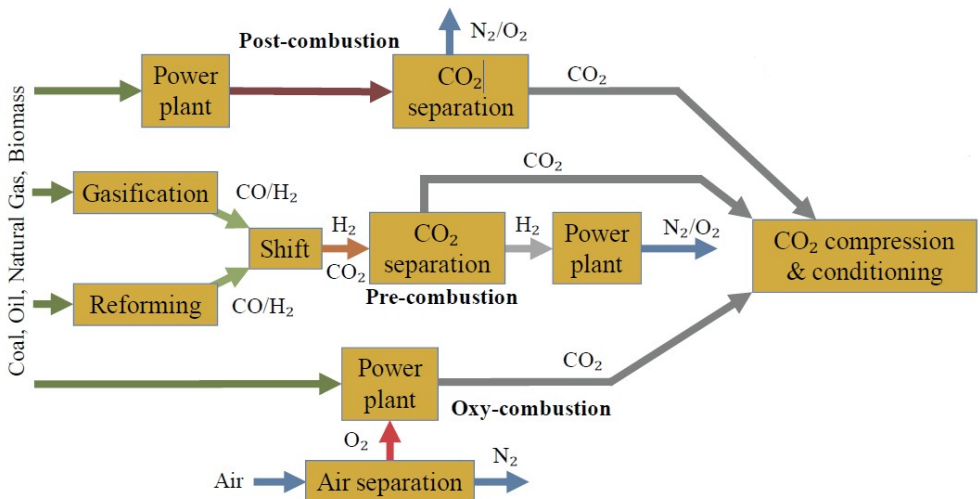 Coal, Oil, Natural Gas, Biomass
Post-combustion
N₂/O₂
Power
plant
CO₂
separation
CO₂
Gasification
CO/H₂
Shift
Reforming
CO/H₂
H₂
CO₂
CO₂
separation
Pre-combustion
CO₂
H₂
Power
plant
N₂/O₂
CO₂ compression
& conditioning
Power
plant
CO₂
Oxy-combustion
O₂
Air
Air separation
N₂